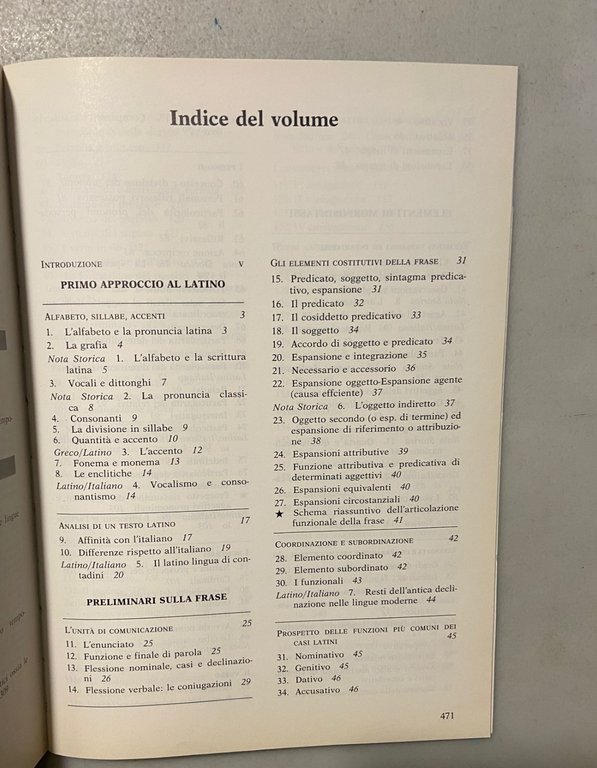 Indice del volume
INTRODUZIONE V
PRIMO APPROCCIO AL LATINO
ALFABETO, SILLABE, ACCENTI 3
1. L'alfabeto e la pronuncia latina 3
2. La grafia 4
Nota Storica 1. L'alfabeto e la scrittura
latina 5
3. Vocali e dittonghi 7
Nota Storica 2. La pronuncia classi-
ca 8
4. Consonanti 9
5. La divisione in sillabe 9
6. Quantità e accento 10
Greco/Latino 3. L'accento 12
7. Fonema e monema 13
8. Le enclitiche 14
Latino/Italiano 4. Vocalismo e conso-
nantismo 14
ANALISI DI UN TESTO LATINO 17
9. Affinità con l'italiano 17
10. Differenze rispetto all'italiano 19
Latino/Italiano 5. Il latino lingua di con-
tadini 20
PRELIMINARI SULLA FRASE
L'UNITÀ DI COMUNICAZIONE 25
11. L'enunciato 25
12. Funzione e finale di parola 25
13. Flessione nominale, casi e declinazio-
ni 26
14. Flessione verbale: le coniugazioni 29
GLI ELEMENTI COSTITUTIVI DELLA FRASE 31
15. Predicato, soggetto, sintagma predica-
tivo, espansione 31
16. Il predicato 32
17. Il cosiddetto predicativo 33
18. Il soggetto 34
19. Accordo di soggetto e predicato 34
20. Espansione e integrazione 35
21. Necessario e accessorio 36
22. Espansione oggetto-Espansione agente
(causa efficiente) 37
Nota Storica 6. L'oggetto indiretto 37
23. Oggetto secondo (o esp. di termine) ed
espansione di riferimento o attribuzio-
ne 38
24. Espansioni attributive 39
25. Funzione attributiva e predicativa di
determinati aggettivi 40
26. Espansioni equivalenti 40
27. Espansioni circostanziali 40
★ Schema riassuntivo dell'articolazione
funzionale della frase 41
COORDINAZIONE E SUBORDINAZIONE 42
28. Elemento coordinato 42
29. Elemento subordinato 42
30. I funzionali 43
Latino/Italiano 7. Resti dell'antica decli-
nazione nelle lingue moderne 44
PROSPETTO DELLE FUNZIONI PIÙ COMUNI DEI
CASI LATINI 45
31. Nominativo 45
32. Genitivo 45
33. Dativo 46
34. Accusativo 46
471